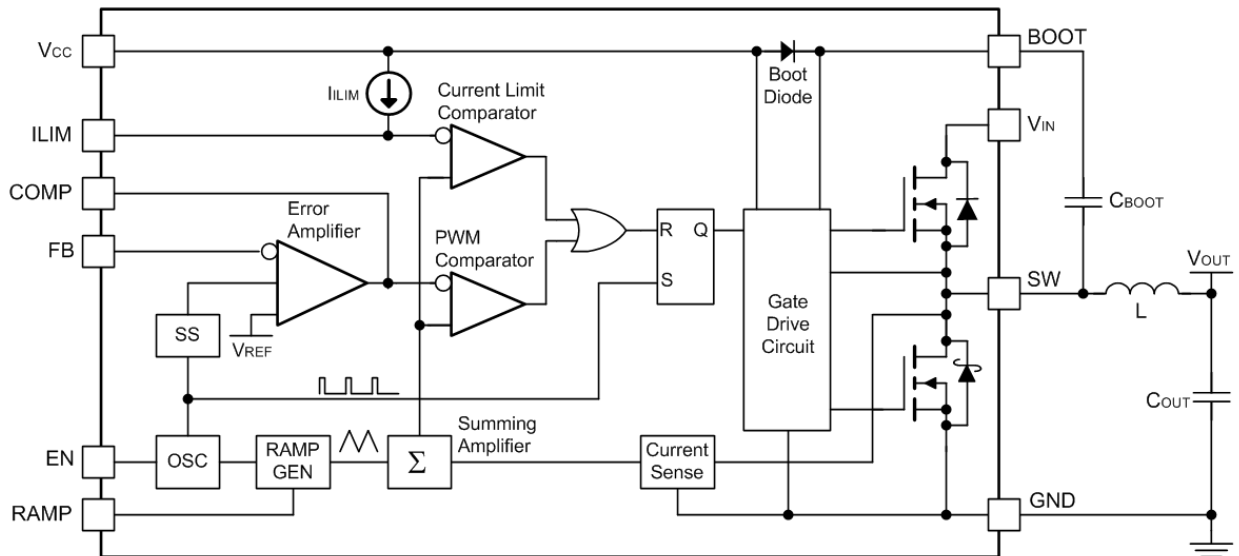 VCC
BOOT
IILIM
Current Limit
Comparator
Boot
Diode
VIN
ILIM
COMP
CBOOT
Error
Amplifier
FB
PWM
Comparator
R
Q
S
VOUT
SW
L
SS
VREF
Gate
Drive
Circuit
COUT
Summing
Amplifier
EN
OSC
RAMP
GEN
Σ
Current
Sense
RAMP
GND